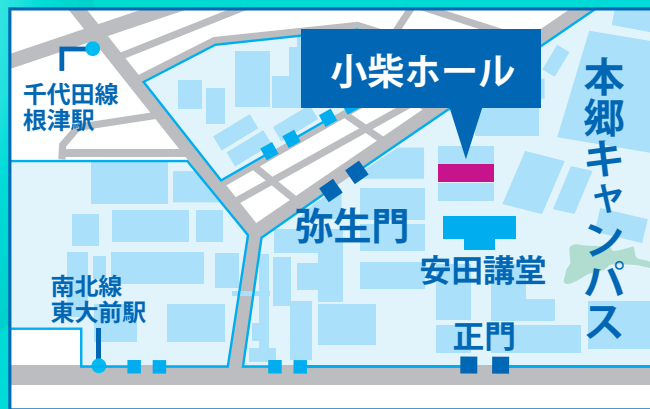 千代田線
根津駅
小柴ホール
本郷キャンパス
弥生門
安田講堂
南北線
東大前駅
正門